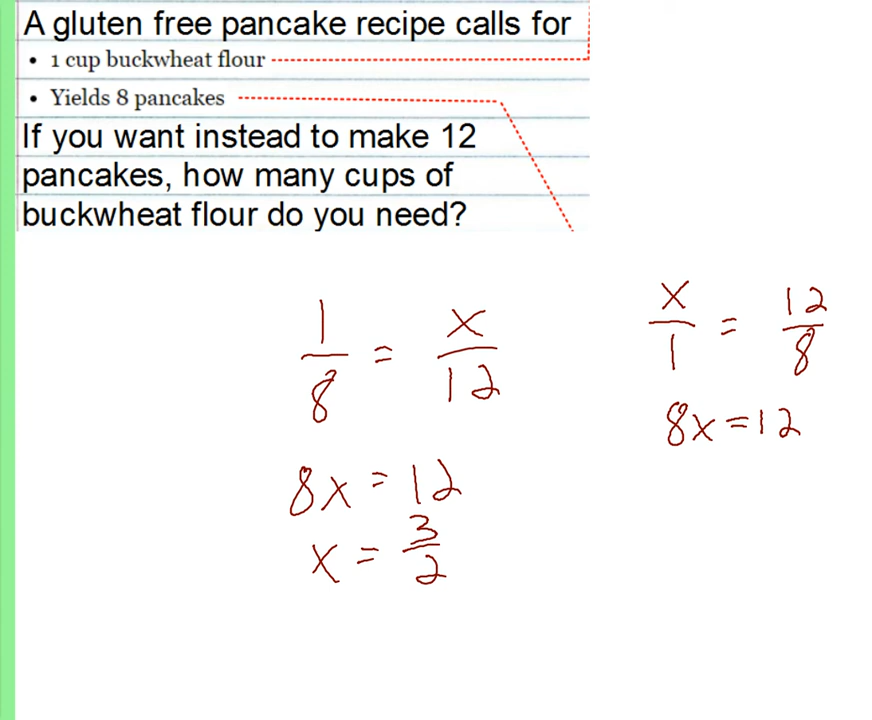 A gluten free pancake recipe calls for
• 1 cup buckwheat flour
• Yields 8 pancakes
If you want instead to make 12
pancakes, how many cups of
buckwheat flour do you need?
1/8 = x/12
8x = 12
x = 3/2
x/1 = 12/8
8x = 12